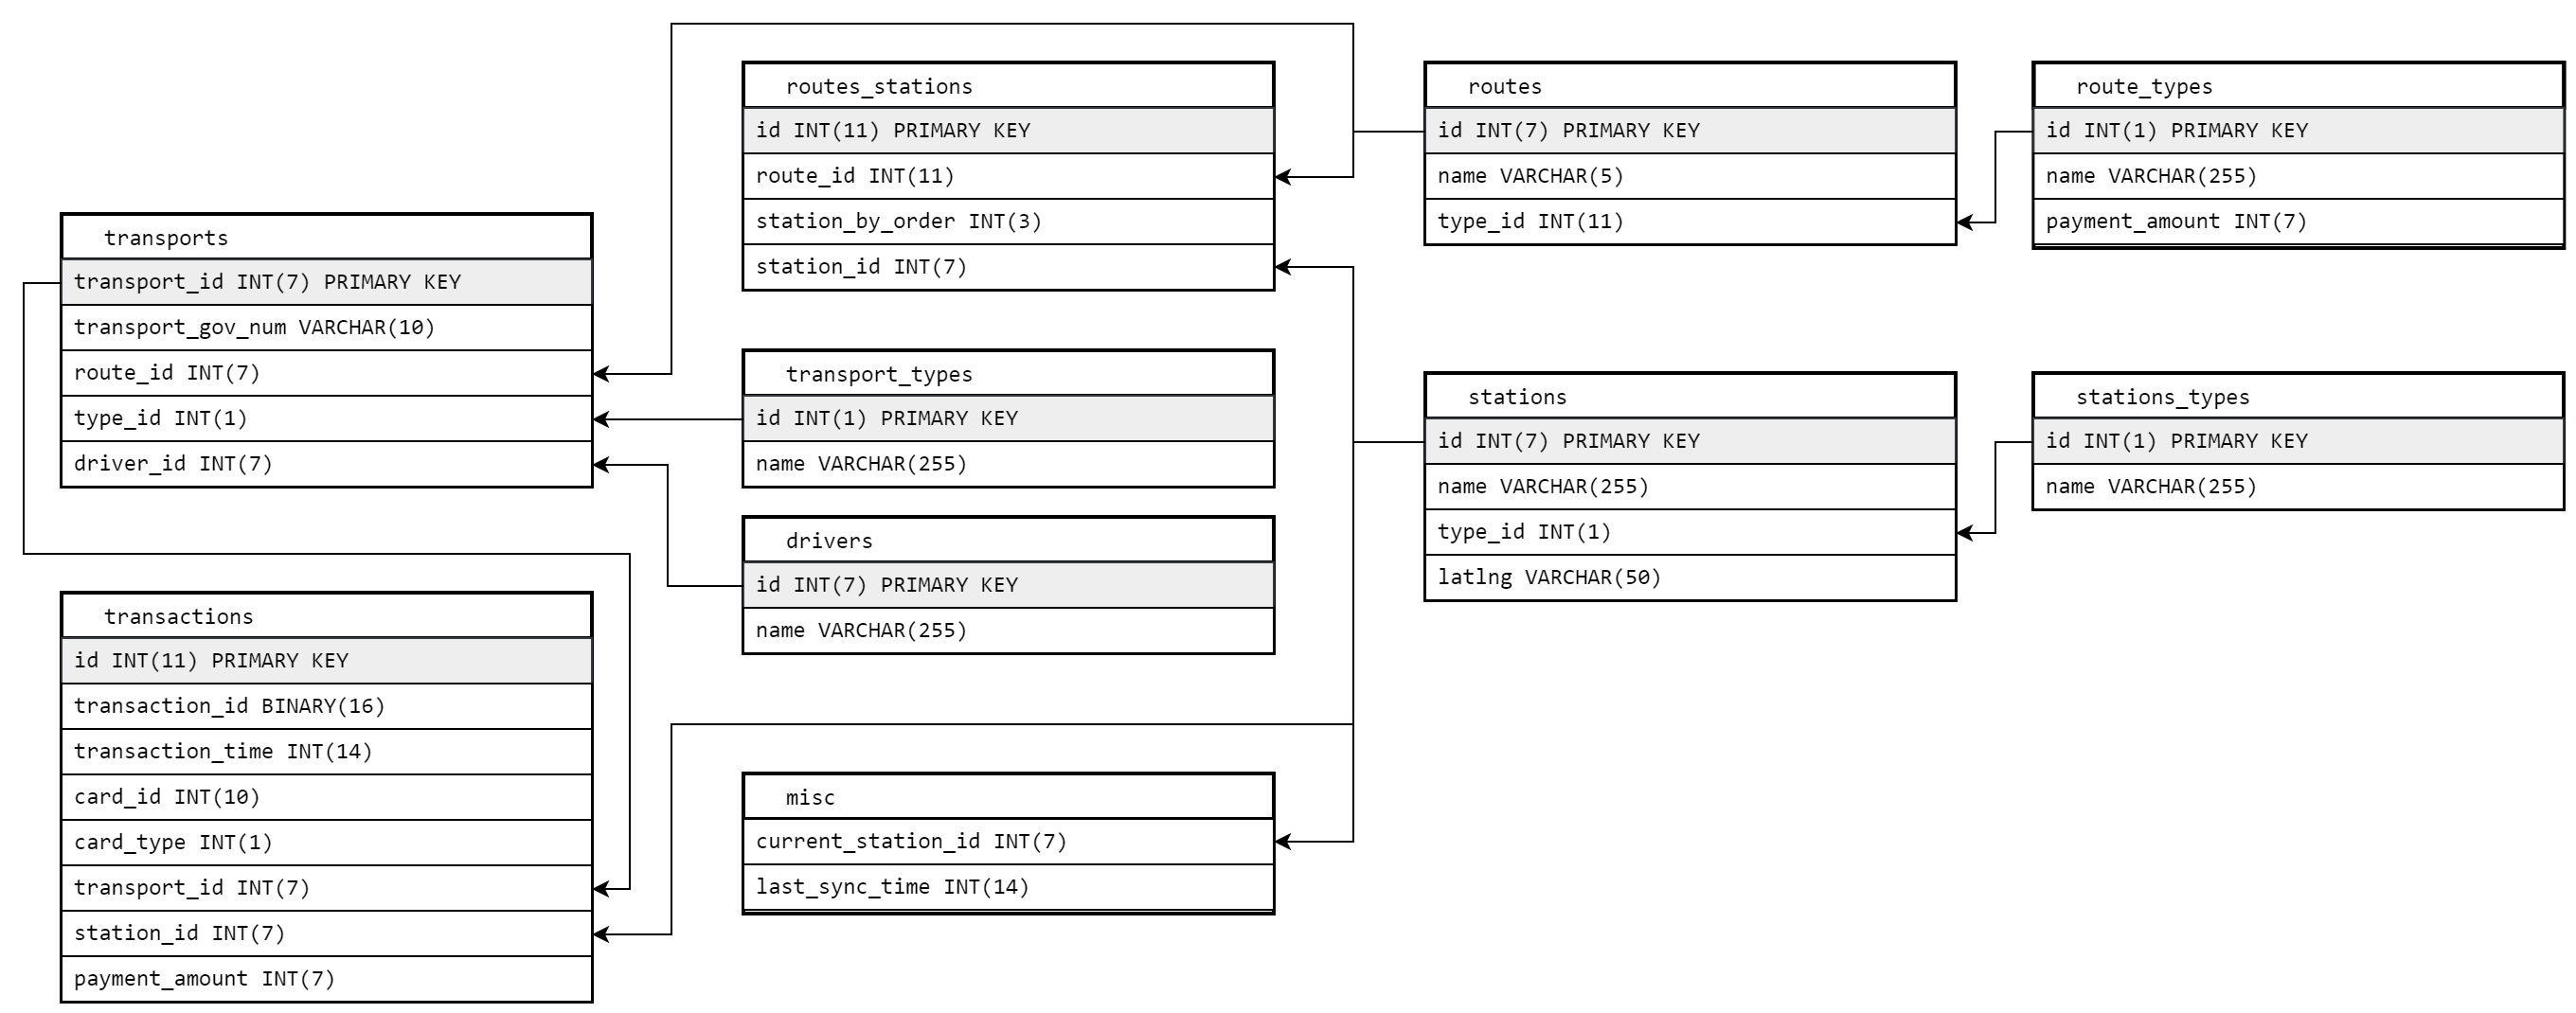 routes_stations
id INT(11) PRIMARY KEY
route_id INT(11)
station_by_order INT(3)
station_id INT(7)
routes
id INT(7) PRIMARY KEY
name VARCHAR(5)
type_id INT(11)
route_types
id INT(1) PRIMARY KEY
name VARCHAR(255)
payment_amount INT(7)
transports
transport_id INT(7) PRIMARY KEY
transport_gov_num VARCHAR(10)
route_id INT(7)
type_id INT(1)
driver_id INT(7)
transport_types
id INT(1) PRIMARY KEY
name VARCHAR(255)
stations
id INT(7) PRIMARY KEY
name VARCHAR(255)
type_id INT(1)
latlng VARCHAR(50)
stations_types
id INT(1) PRIMARY KEY
name VARCHAR(255)
drivers
id INT(7) PRIMARY KEY
name VARCHAR(255)
transactions
id INT(11) PRIMARY KEY
transaction_id BINARY(16)
transaction_time INT(14)
card_id INT(10)
card_type INT(1)
transport_id INT(7)
station_id INT(7)
payment_amount INT(7)
misc
current_station_id INT(7)
last_sync_time INT(14)